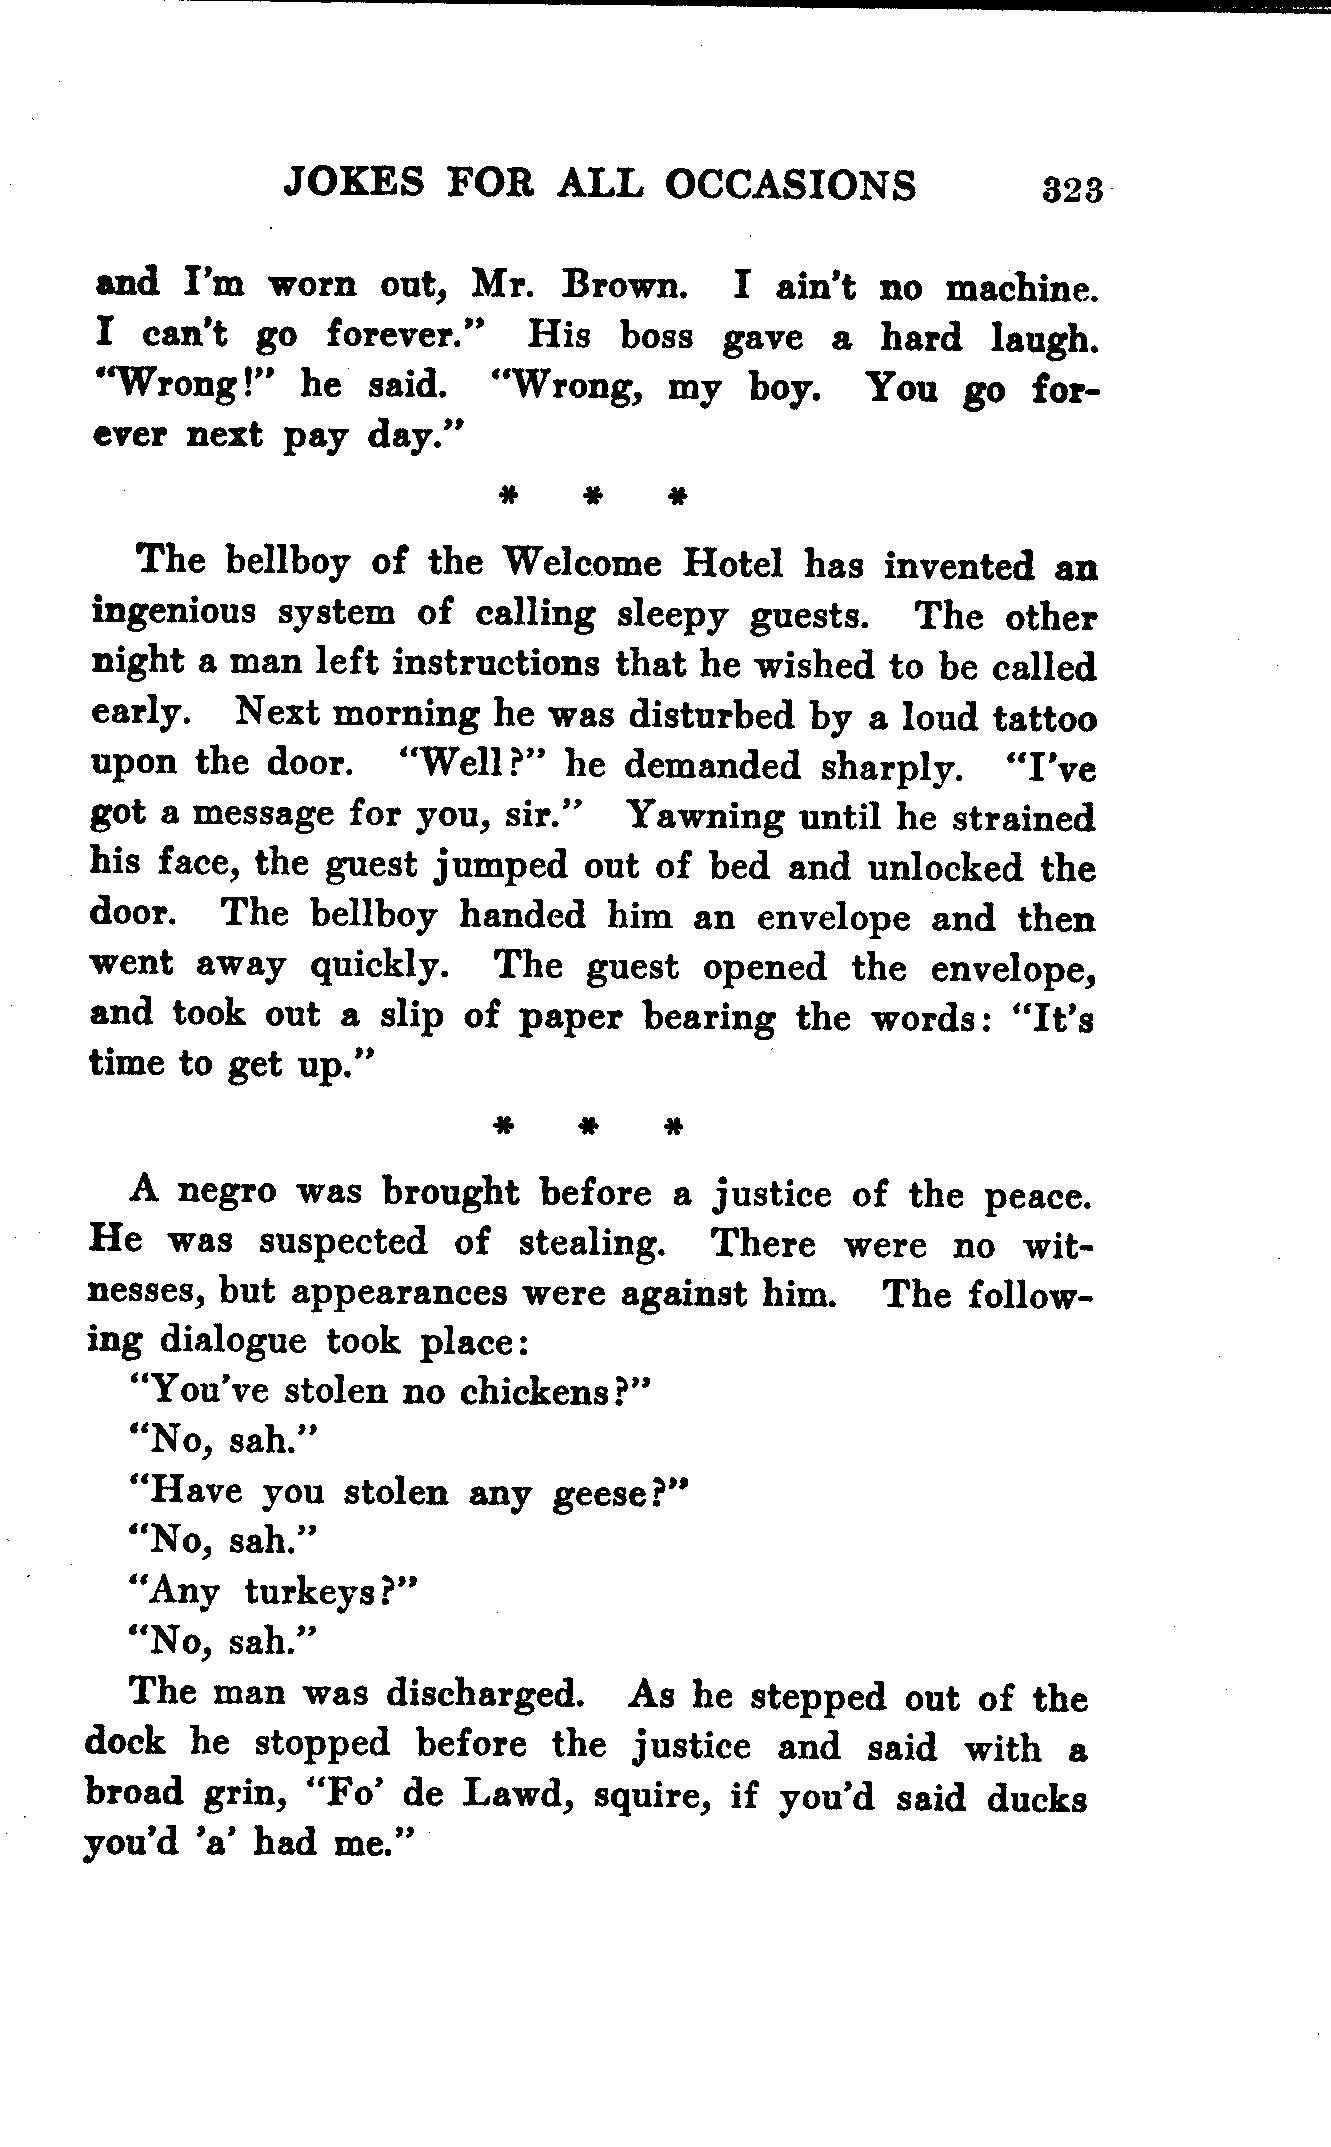 JOKES FOR ALL OCCASIONS 323
and I'm worn out, Mr. Brown. I ain't no machine.
I can't go forever." His boss gave a hard laugh.
"Wrong!" he said. "Wrong, my boy. You go for-
ever next pay day."
* * *
The bellboy of the Welcome Hotel has invented an
ingenious system of calling sleepy guests. The other
night a man left instructions that he wished to be called
early. Next morning he was disturbed by a loud tattoo
upon the door. "Well?" he demanded sharply. "I've
got a message for you, sir." Yawning until he strained
his face, the guest jumped out of bed and unlocked the
door. The bellboy handed him an envelope and then
went away quickly. The guest opened the envelope,
and took out a slip of paper bearing the words: "It's
time to get up."
* * *
A negro was brought before a justice of the peace.
He was suspected of stealing. There were no wit-
nesses, but appearances were against him. The follow-
ing dialogue took place:
"You've stolen no chickens?"
"No, sah."
"Have you stolen any geese?"
"No, sah."
"Any turkeys?"
"No, sah."
The man was discharged. As he stepped out of the
dock he stopped before the justice and said with a
broad grin, "Fo' de Lawd, squire, if you'd said ducks
you'd 'a' had me."